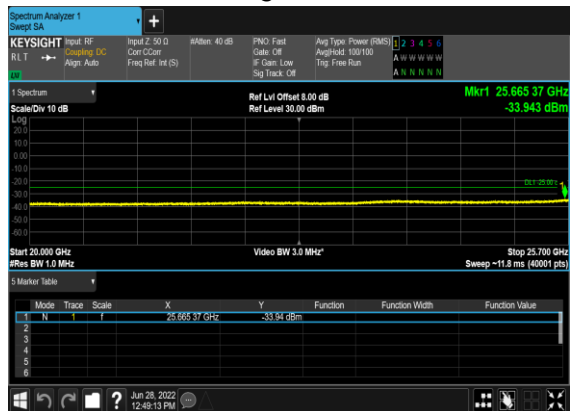 Spectrum Analyzer 1
Swept SA
+
KEYSIGHT Input: RF Input Z: 50 Ω #Atten: 40 dB PNO: Fast Avg Type: Power (RMS) 1 2 3 4 5 6
RLT Coupling: DC Corr CCorr Gate: Off Avg|Hold: 100/100 A W W W W W
Align: Auto Freq Ref: Int (S) IF Gain: Low Trig: Free Run
Sig Track: Off A N N N N N
LW
1 Spectrum
Scale/Div 10 dB
Ref Lvl Offset 8.00 dB
Ref Level 30.00 dBm
Mkr1 25.665 37 GHz
-33.943 dBm
Log
20.0
10.0
0.00
-10.0
-20.0
DL1 -25.00
-30.0
-40.0
-50.0
-60.0
Start 20.000 GHz Video BW 3.0 MHz* Stop 25.700 GHz
#Res BW 1.0 MHz Sweep ~11.8 ms (40001 pts)
5 Marker Table
Mode Trace Scale X Y Function Function Width Function Value
1 N 1 f 25.665 37 GHz -33.94 dBm
2
3
4
5
6
? Jun 28, 2022
12:49:13 PM